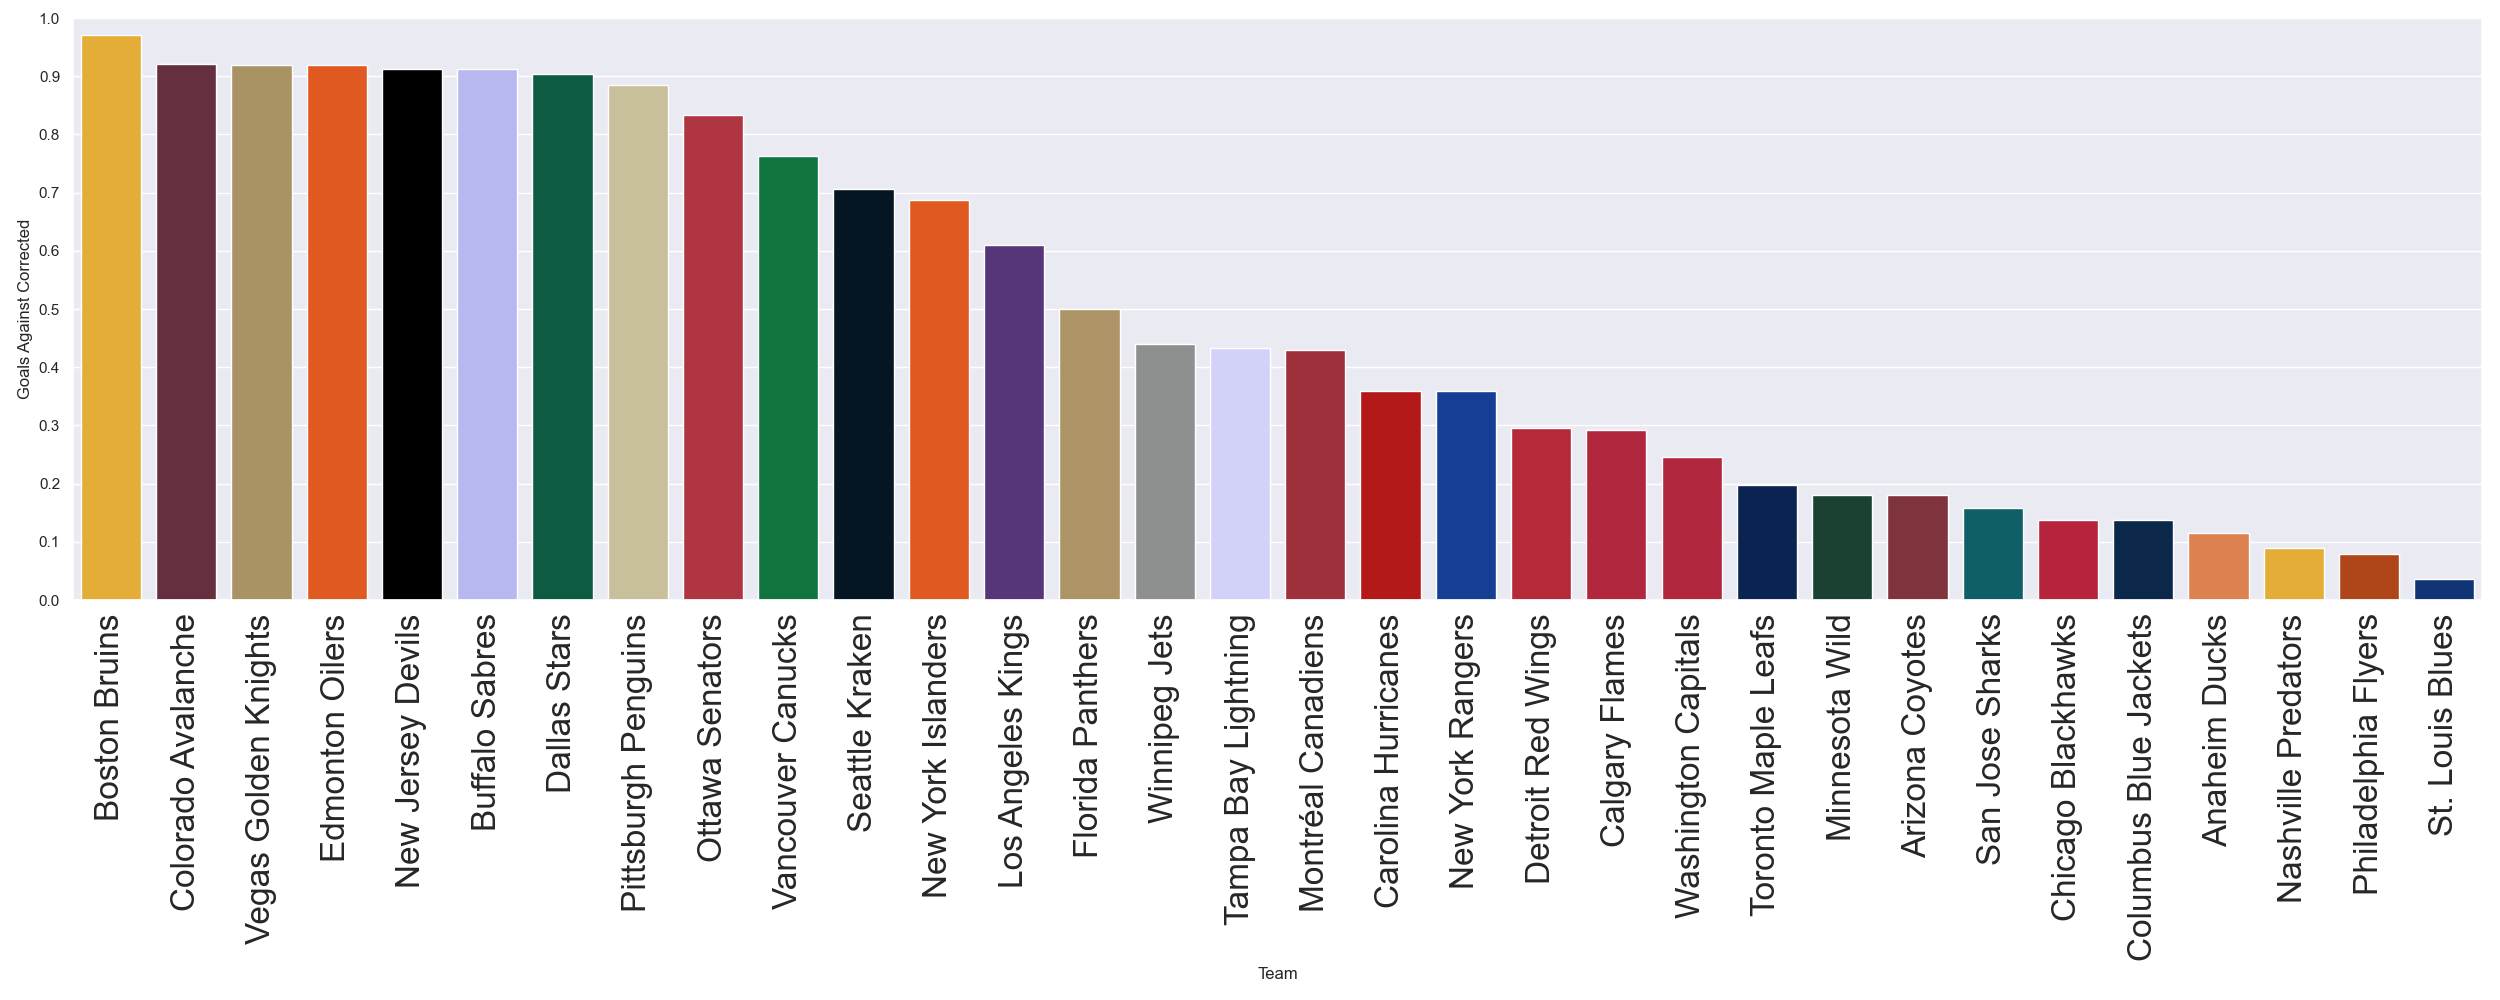 1.0
0.9
0.8
0.7
0.6
0.5
0.4
0.3
0.2
0.1
0.0
Goals Against Corrected
Boston Bruins
Colorado Avalanche
Vegas Golden Knights
Edmonton Oilers
New Jersey Devils
Buffalo Sabres
Dallas Stars
Pittsburgh Penguins
Ottawa Senators
Vancouver Canucks
Seattle Kraken
New York Islanders
Los Angeles Kings
Florida Panthers
Winnipeg Jets
Tampa Bay Lightning
Montréal Canadiens
Carolina Hurricanes
New York Rangers
Detroit Red Wings
Calgary Flames
Washington Capitals
Toronto Maple Leafs
Minnesota Wild
Arizona Coyotes
San Jose Sharks
Chicago Blackhawks
Columbus Blue Jackets
Anaheim Ducks
Nashville Predators
Philadelphia Flyers
St. Louis Blues
Team